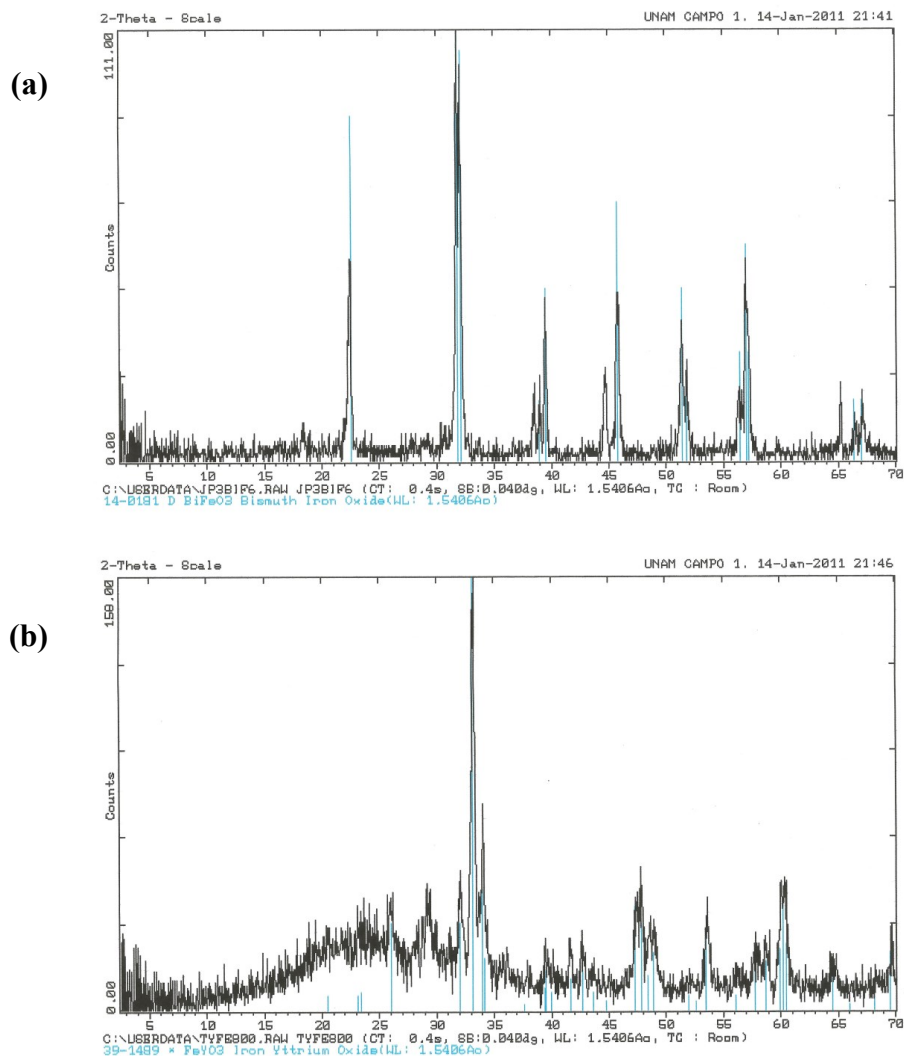 2-Theta - Scale UNAM CAMPO 1. 14-Jan-2011 21:41
(a)
111.00
Counts
0.00
5 10 15 20 25 30 35 40 45 50 55 60 65 70
C:\USERDATA\JP3BIF6.RAW JP3BIF6 (CT: 0.4s, SS:0.040dg, WL: 1.5406Ao, TC : Room)
14-0181 D BiFeO3 Bismuth Iron Oxide(WL: 1.5406Ao)
2-Theta - Scale UNAM CAMPO 1. 14-Jan-2011 21:46
(b)
158.00
Counts
0.00
5 10 15 20 25 30 35 40 45 50 55 60 65 70
C:\USERDATA\TYFE800.RAW TYFE800 (CT: 0.4s, SS:0.040dg, WL: 1.5406Ao, TC : Room)
39-1489 * FeYO3 Iron Yttrium Oxide(WL: 1.5406Ao)